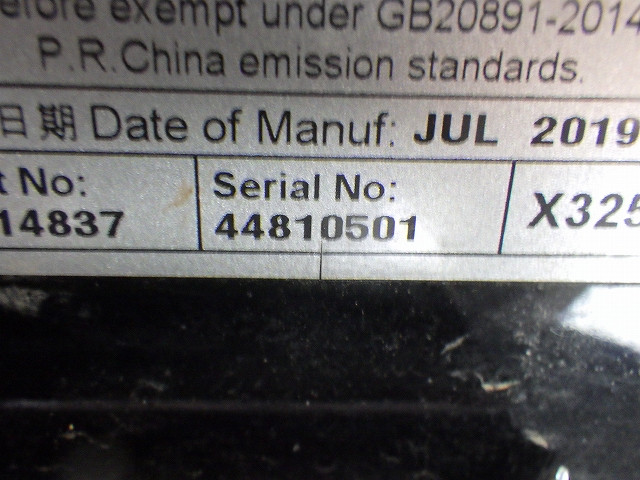 efore exempt under GB20891-2014
P.R.China emission standards.
日期 Date of Manuf: JUL 2019
t No: Serial No:
14837 44810501 X325